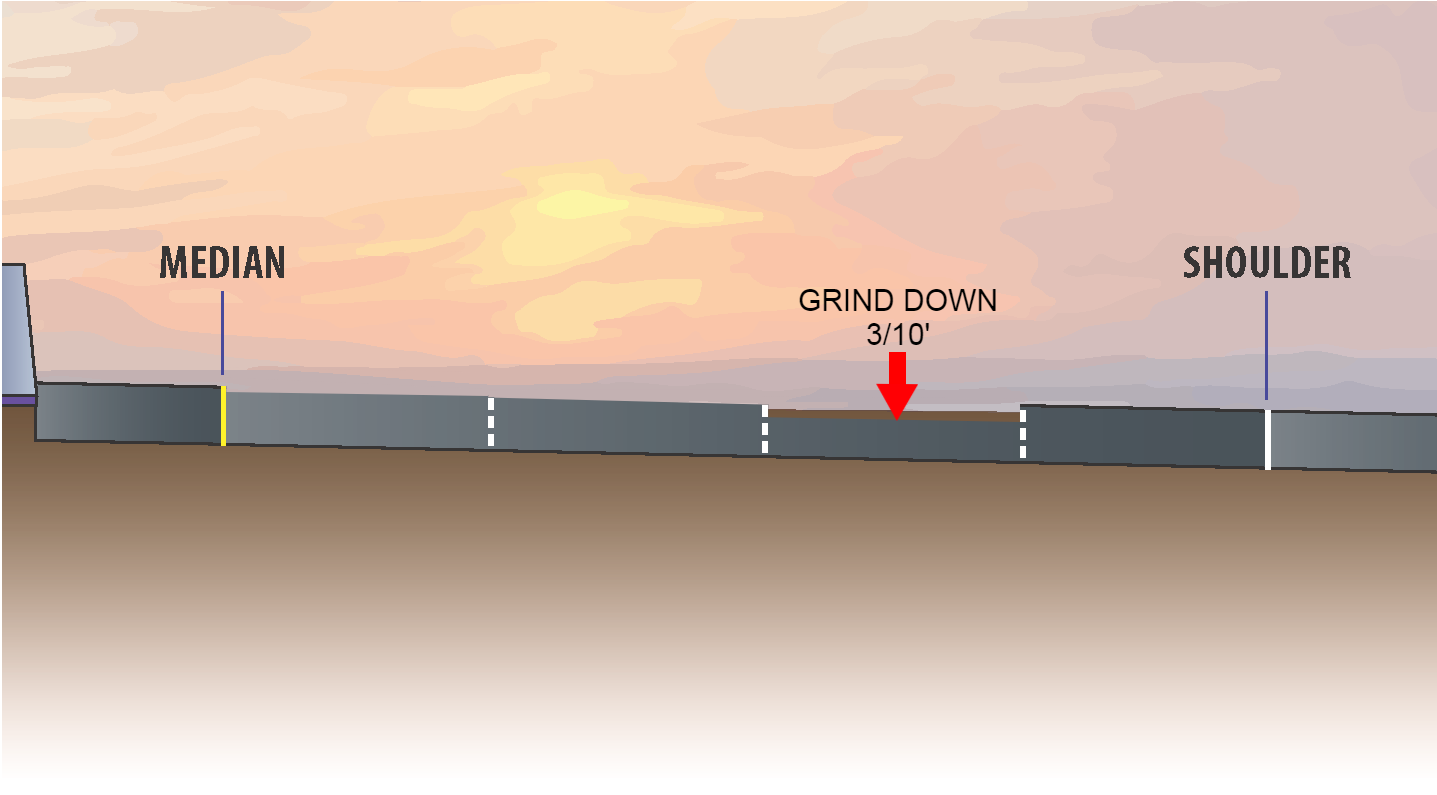 MEDIAN
SHOULDER
GRIND DOWN
3/10'